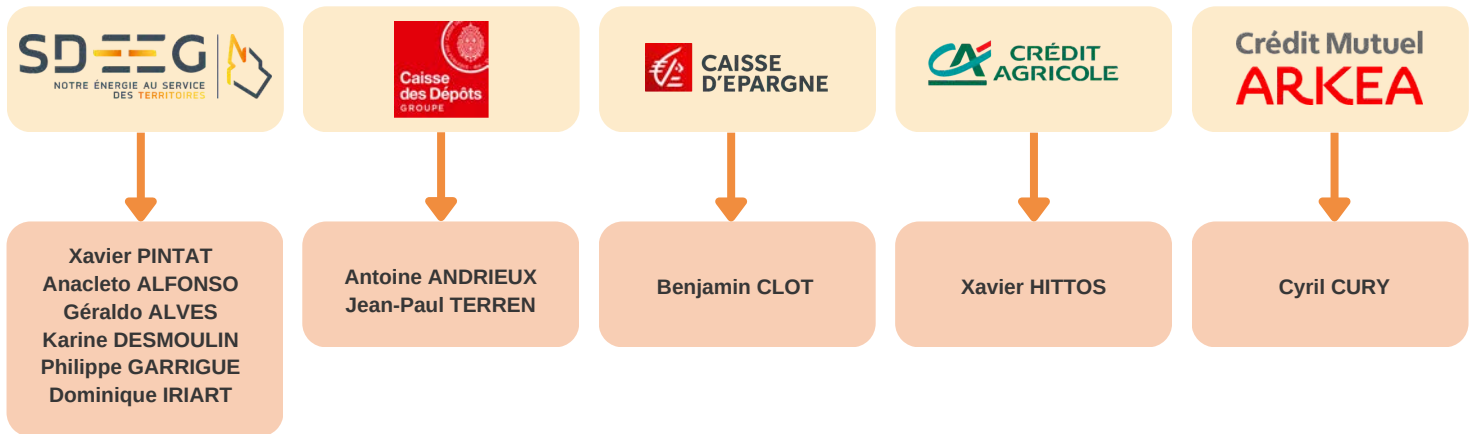 SDEEG
NOTRE ÉNERGIE AU SERVICE
DES TERRITOIRES
Xavier PINTAT
Anacleto ALFONSO
Géraldo ALVES
Karine DESMOULIN
Philippe GARRIGUE
Dominique IRIART
Caisse
des Dépôts
GROUPE
Antoine ANDRIEUX
Jean-Paul TERREN
CAISSE
D'EPARGNE
Benjamin CLOT
CA CRÉDIT
AGRICOLE
Xavier HITTOS
Crédit Mutuel
ARKEA
Cyril CURY